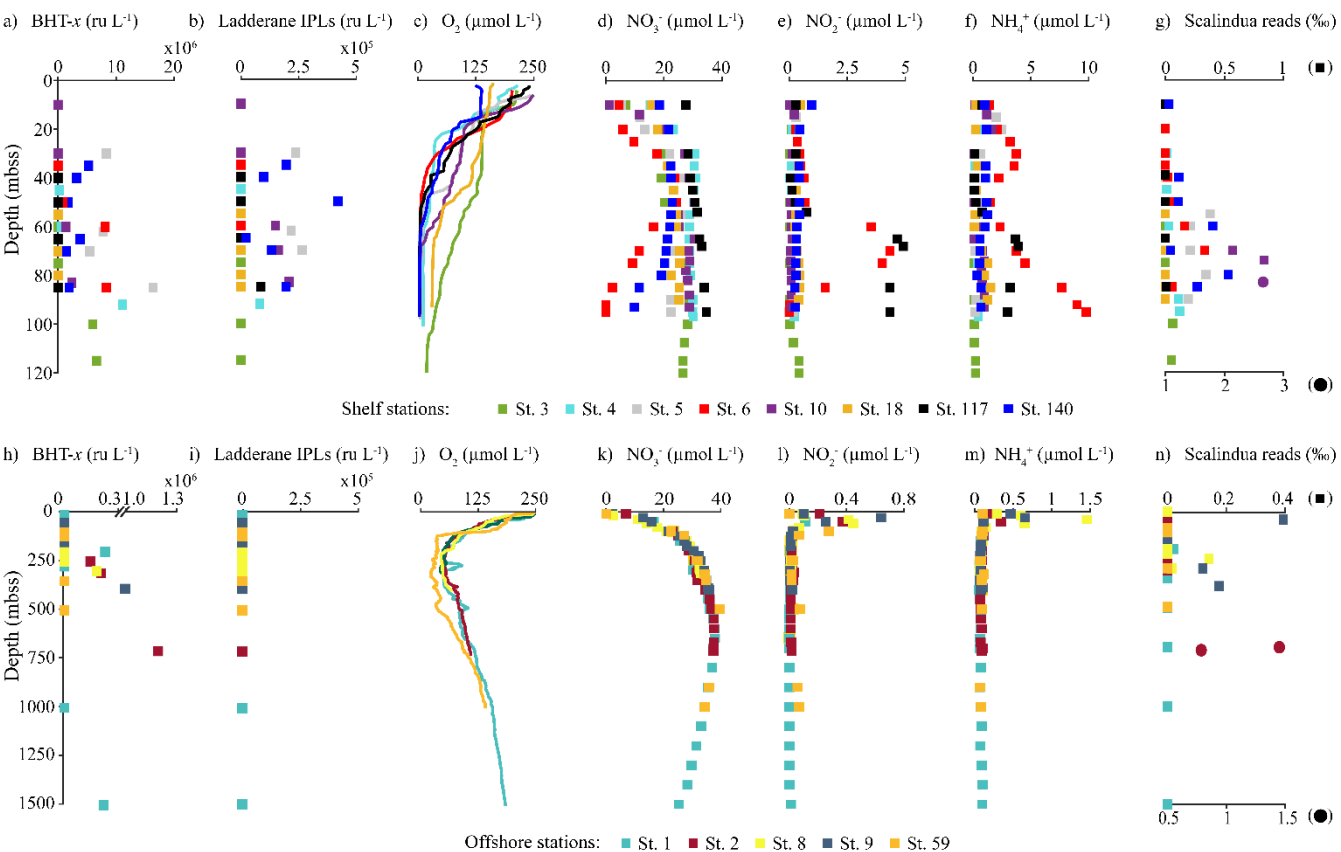 a) BHT-x (ru L⁻¹) b) Ladderane IPLs (ru L⁻¹) c) O₂ (μmol L⁻¹) d) NO₃⁻ (μmol L⁻¹) e) NO₂⁻ (μmol L⁻¹) f) NH₄⁺ (μmol L⁻¹) g) Scalindua reads (‰)
x10⁶ x10⁵
0 10 20 0 2.5 5 0 125 250 0 20 40 0 2.5 5 0 5 10 0 0.5 1 (■)
0
20
40
60
80
100
120
Depth (mbss)
1 2 3 (●)
Shelf stations: St. 3 St. 4 St. 5 St. 6 St. 10 St. 18 St. 117 St. 140
h) BHT-x (ru L⁻¹) i) Ladderane IPLs (ru L⁻¹) j) O₂ (μmol L⁻¹) k) NO₃⁻ (μmol L⁻¹) l) NO₂⁻ (μmol L⁻¹) m) NH₄⁺ (μmol L⁻¹) n) Scalindua reads (‰)
x10⁶ x10⁵
0 0.3 1.0 1.3 0 2.5 5 0 125 250 0 20 40 0 0.4 0.8 0 0.5 1 1.5 0 0.2 0.4 (■)
0
250
500
750
1000
1250
1500
Depth (mbss)
0.5 1 1.5 (●)
Offshore stations: St. 1 St. 2 St. 8 St. 9 St. 59